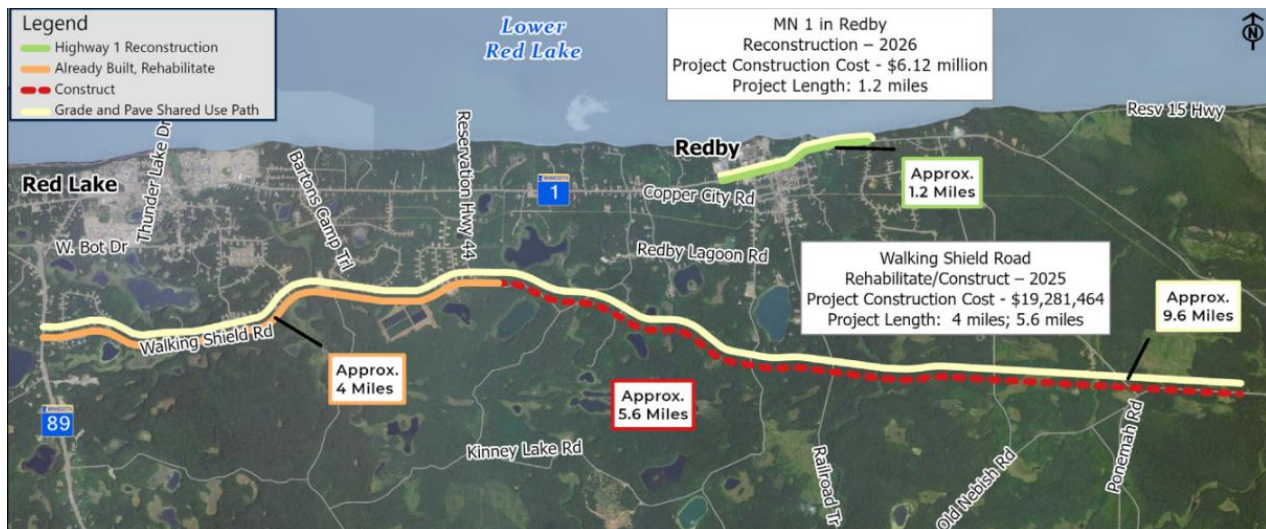 Legend
Highway 1 Reconstruction
Already Built, Rehabilitate
Construct
Grade and Pave Shared Use Path
Lower
Red Lake
MN 1 in Redby
Reconstruction – 2026
Project Construction Cost - $6.12 million
Project Length: 1.2 miles
N
Resv 15 Hwy
Red Lake
Thunder Lake Dr
Bartons Camp Trl
Reservation Hwy 44
MINNESOTA
1
Redby
Copper City Rd
Approx.
1.2 Miles
W. Bot Dr
Redby Lagoon Rd
Walking Shield Road
Rehabilitate/Construct – 2025
Project Construction Cost - $19,281,464
Project Length: 4 miles; 5.6 miles
Approx.
9.6 Miles
Walking Shield Rd
Approx.
4 Miles
Approx.
5.6 Miles
MINNESOTA
89
Kinney Lake Rd
Railroad Tr
Old Nebish Rd
Ponemah Rd